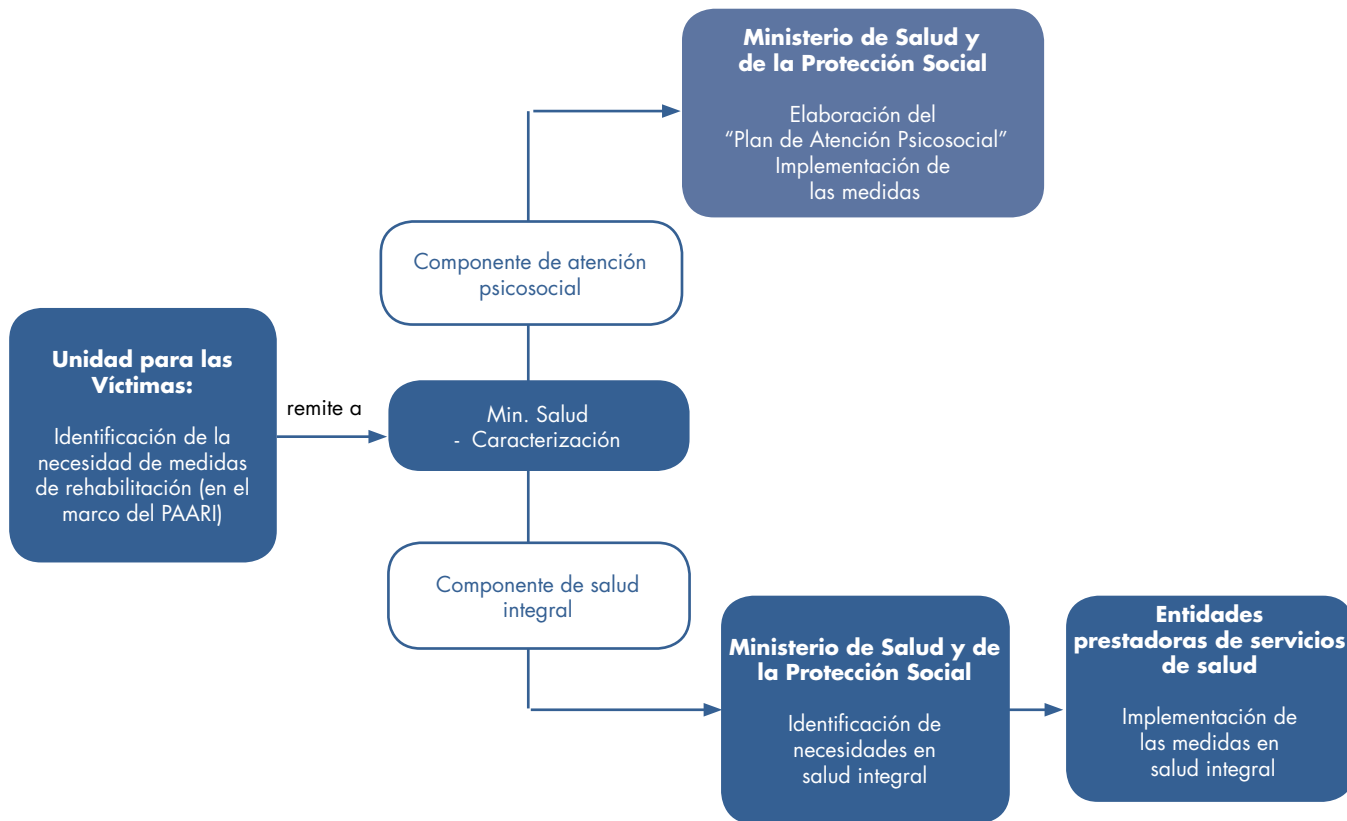 Ministerio de Salud y
de la Protección Social
Elaboración del
“Plan de Atención Psicosocial”
Implementación de
las medidas
Componente de atención
psicosocial
Unidad para las
Víctimas:
Identificación de la
necesidad de medidas
de rehabilitación (en el
marco del PAARI)
remite a
Min. Salud
- Caracterización
Componente de salud
integral
Ministerio de Salud y de
la Protección Social
Identificación de
necesidades en
salud integral
Entidades
prestadoras de servicios
de salud
Implementación de
las medidas en
salud integral